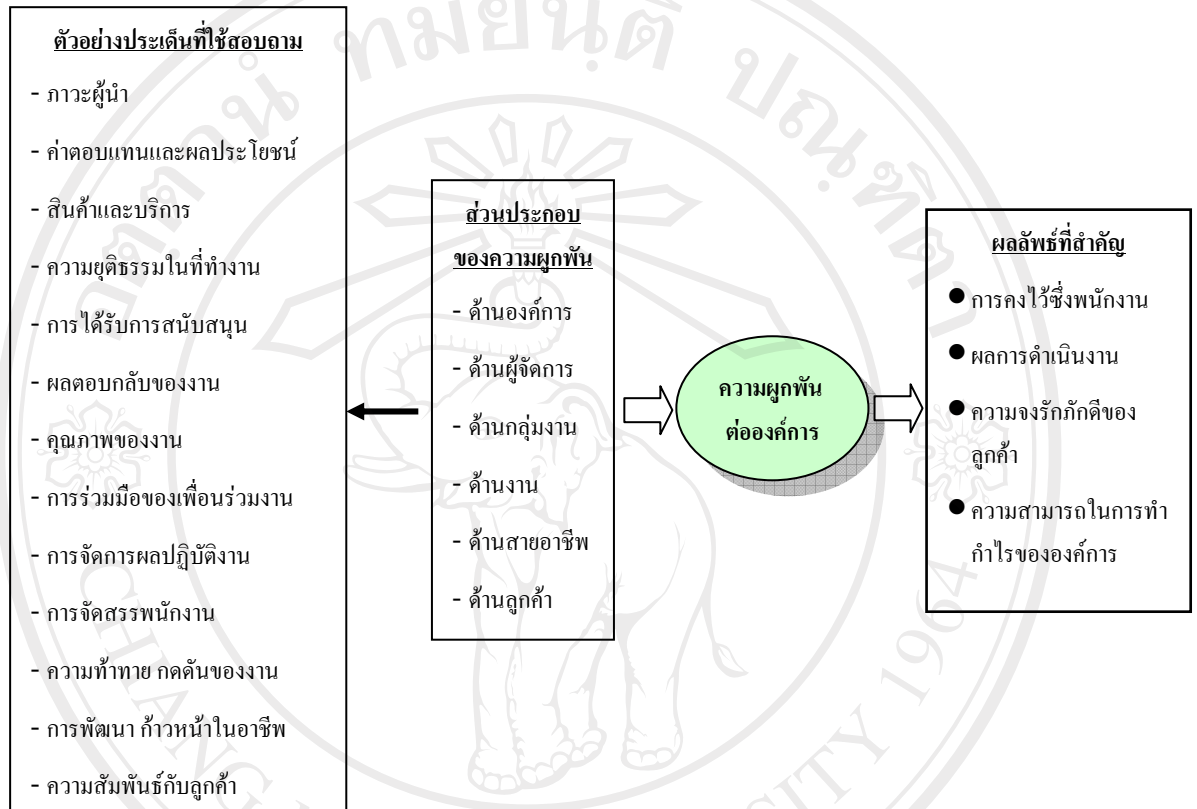 ตัวอย่างประเด็นที่ใช้สอบถาม
- ภาวะผู้นำ
- ค่าตอบแทนและผลประโยชน์
- สินค้าและบริการ
- ความยุติธรรมในที่ทำงาน
- การได้รับการสนับสนุน
- ผลตอบกลับของงาน
- คุณภาพของงาน
- การร่วมมือของเพื่อนร่วมงาน
- การจัดการผลปฏิบัติงาน
- การจัดสรรพนักงาน
- ความท้าทาย กดดันของงาน
- การพัฒนา ก้าวหน้าในอาชีพ
- ความสัมพันธ์กับลูกค้า
ส่วนประกอบ
ของความผูกพัน
- ด้านองค์การ
- ด้านผู้จัดการ
- ด้านกลุ่มงาน
- ด้านงาน
- ด้านสายอาชีพ
- ด้านลูกค้า
ความผูกพัน
ต่อองค์การ
ผลลัพธ์ที่สำคัญ
● การคงไว้ซึ่งพนักงาน
● ผลการดำเนินงาน
● ความจงรักภักดีของ
ลูกค้า
● ความสามารถในการทำ
กำไรขององค์การ